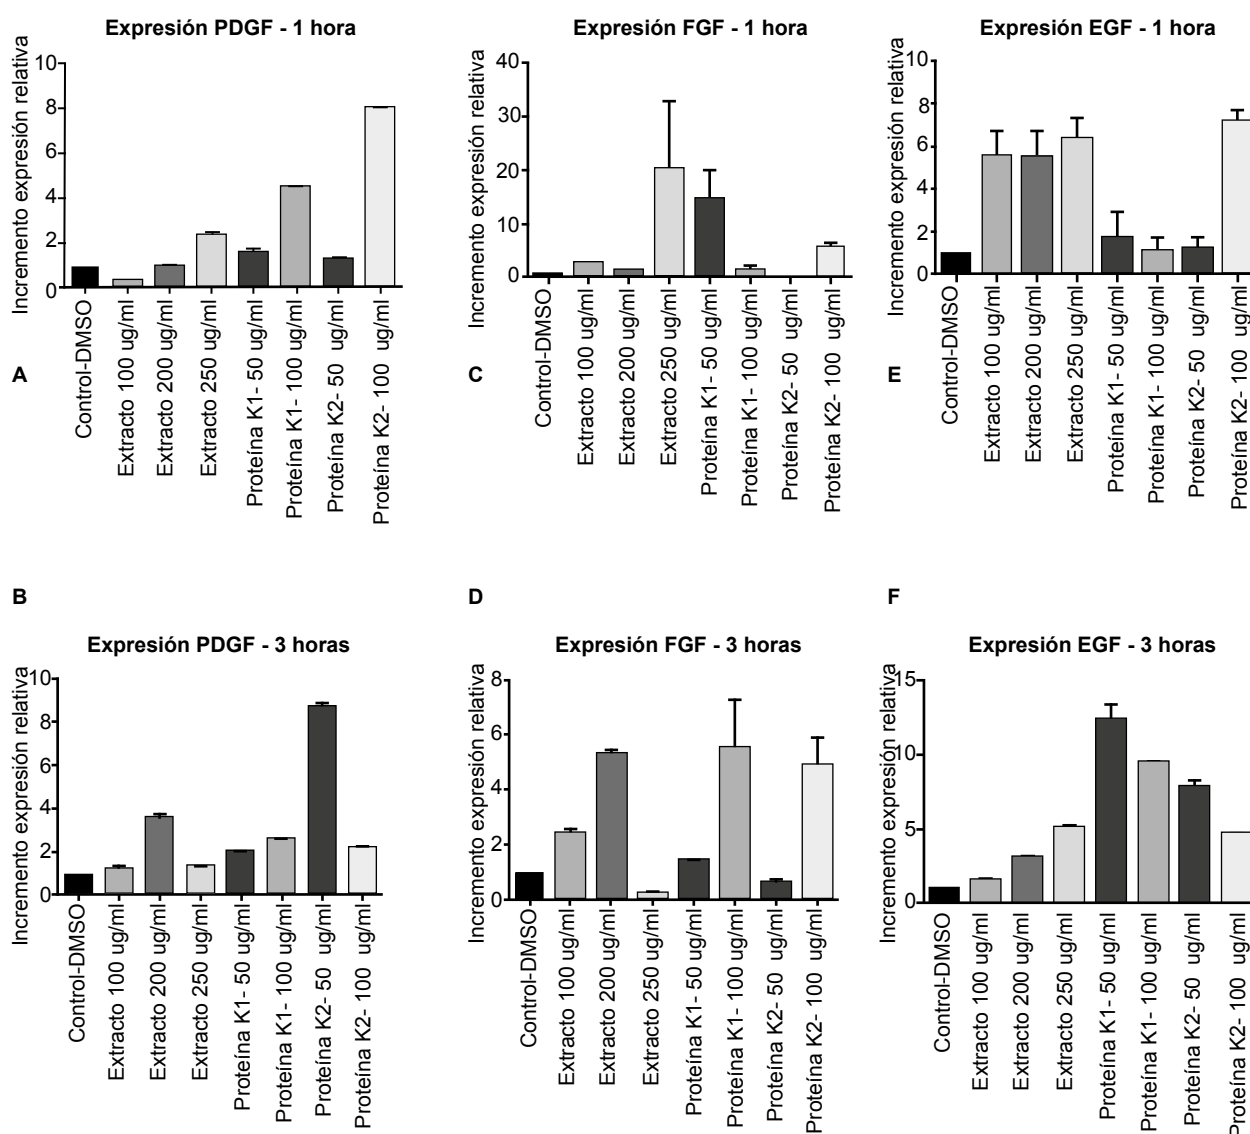 Expresión PDGF - 1 hora
Incremento expresión relativa
10
8
6
4
2
0
Control-DMSO
Extracto 100 ug/ml
Extracto 200 ug/ml
Extracto 250 ug/ml
Proteína K1- 50 ug/ml
Proteína K1- 100 ug/ml
Proteína K2- 50 ug/ml
Proteína K2- 100 ug/ml
A
Expresión FGF - 1 hora
Incremento expresión relativa
40
30
20
10
0
Control-DMSO
Extracto 100 ug/ml
Extracto 200 ug/ml
Extracto 250 ug/ml
Proteína K1- 50 ug/ml
Proteína K1- 100 ug/ml
Proteína K2- 50 ug/ml
Proteína K2- 100 ug/ml
C
Expresión EGF - 1 hora
Incremento expresión relativa
10
8
6
4
2
0
Control-DMSO
Extracto 100 ug/ml
Extracto 200 ug/ml
Extracto 250 ug/ml
Proteína K1- 50 ug/ml
Proteína K1- 100 ug/ml
Proteína K2- 50 ug/ml
Proteína K2- 100 ug/ml
E
B
Expresión PDGF - 3 horas
Incremento expresión relativa
10
8
6
4
2
0
Control-DMSO
Extracto 100 ug/ml
Extracto 200 ug/ml
Extracto 250 ug/ml
Proteína K1- 50 ug/ml
Proteína K1- 100 ug/ml
Proteína K2- 50 ug/ml
Proteína K2- 100 ug/ml
D
Expresión FGF - 3 horas
Incremento expresión relativa
8
6
4
2
0
Control-DMSO
Extracto 100 ug/ml
Extracto 200 ug/ml
Extracto 250 ug/ml
Proteína K1- 50 ug/ml
Proteína K1- 100 ug/ml
Proteína K2- 50 ug/ml
Proteína K2- 100 ug/ml
F
Expresión EGF - 3 horas
Incremento expresión relativa
15
10
5
0
Control-DMSO
Extracto 100 ug/ml
Extracto 200 ug/ml
Extracto 250 ug/ml
Proteína K1- 50 ug/ml
Proteína K1- 100 ug/ml
Proteína K2- 50 ug/ml
Proteína K2- 100 ug/ml